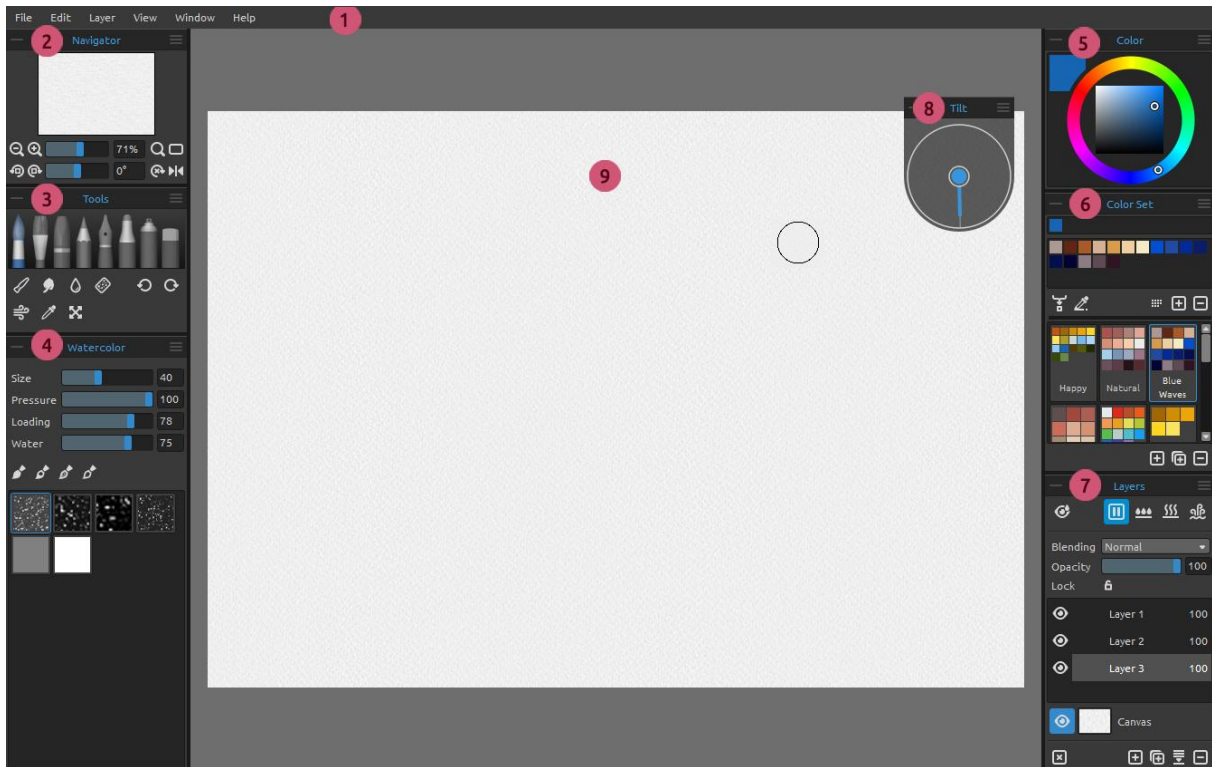 File Edit Layer View Window Help 1
2 Navigator
71%
0°
3 Tools
4 Watercolor
Size 40
Pressure 100
Loading 78
Water 75
9
8 Tilt
5 Color
6 Color Set
Happy Natural Blue
Waves
7 Layers
Blending Normal
Opacity 100
Lock
Layer 1 100
Layer 2 100
Layer 3 100
Canvas